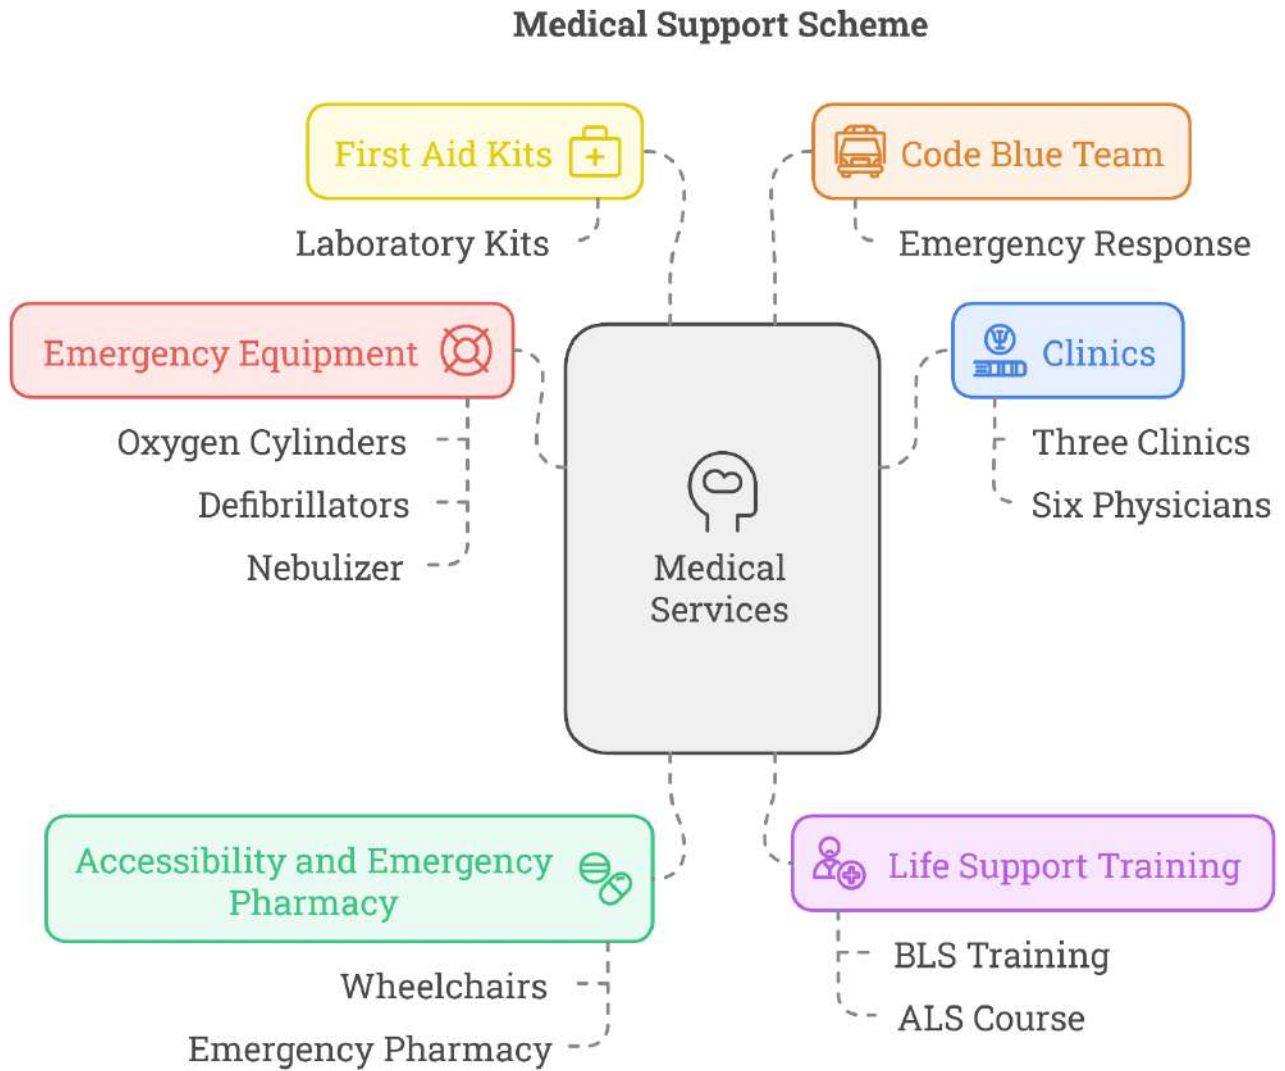 Medical Support Scheme
First Aid Kits
Laboratory Kits
Code Blue Team
Emergency Response
Emergency Equipment
Oxygen Cylinders
Defibrillators
Nebulizer
Clinics
Three Clinics
Six Physicians
Medical
Services
Accessibility and Emergency
Pharmacy
Wheelchairs
Emergency Pharmacy
Life Support Training
BLS Training
ALS Course